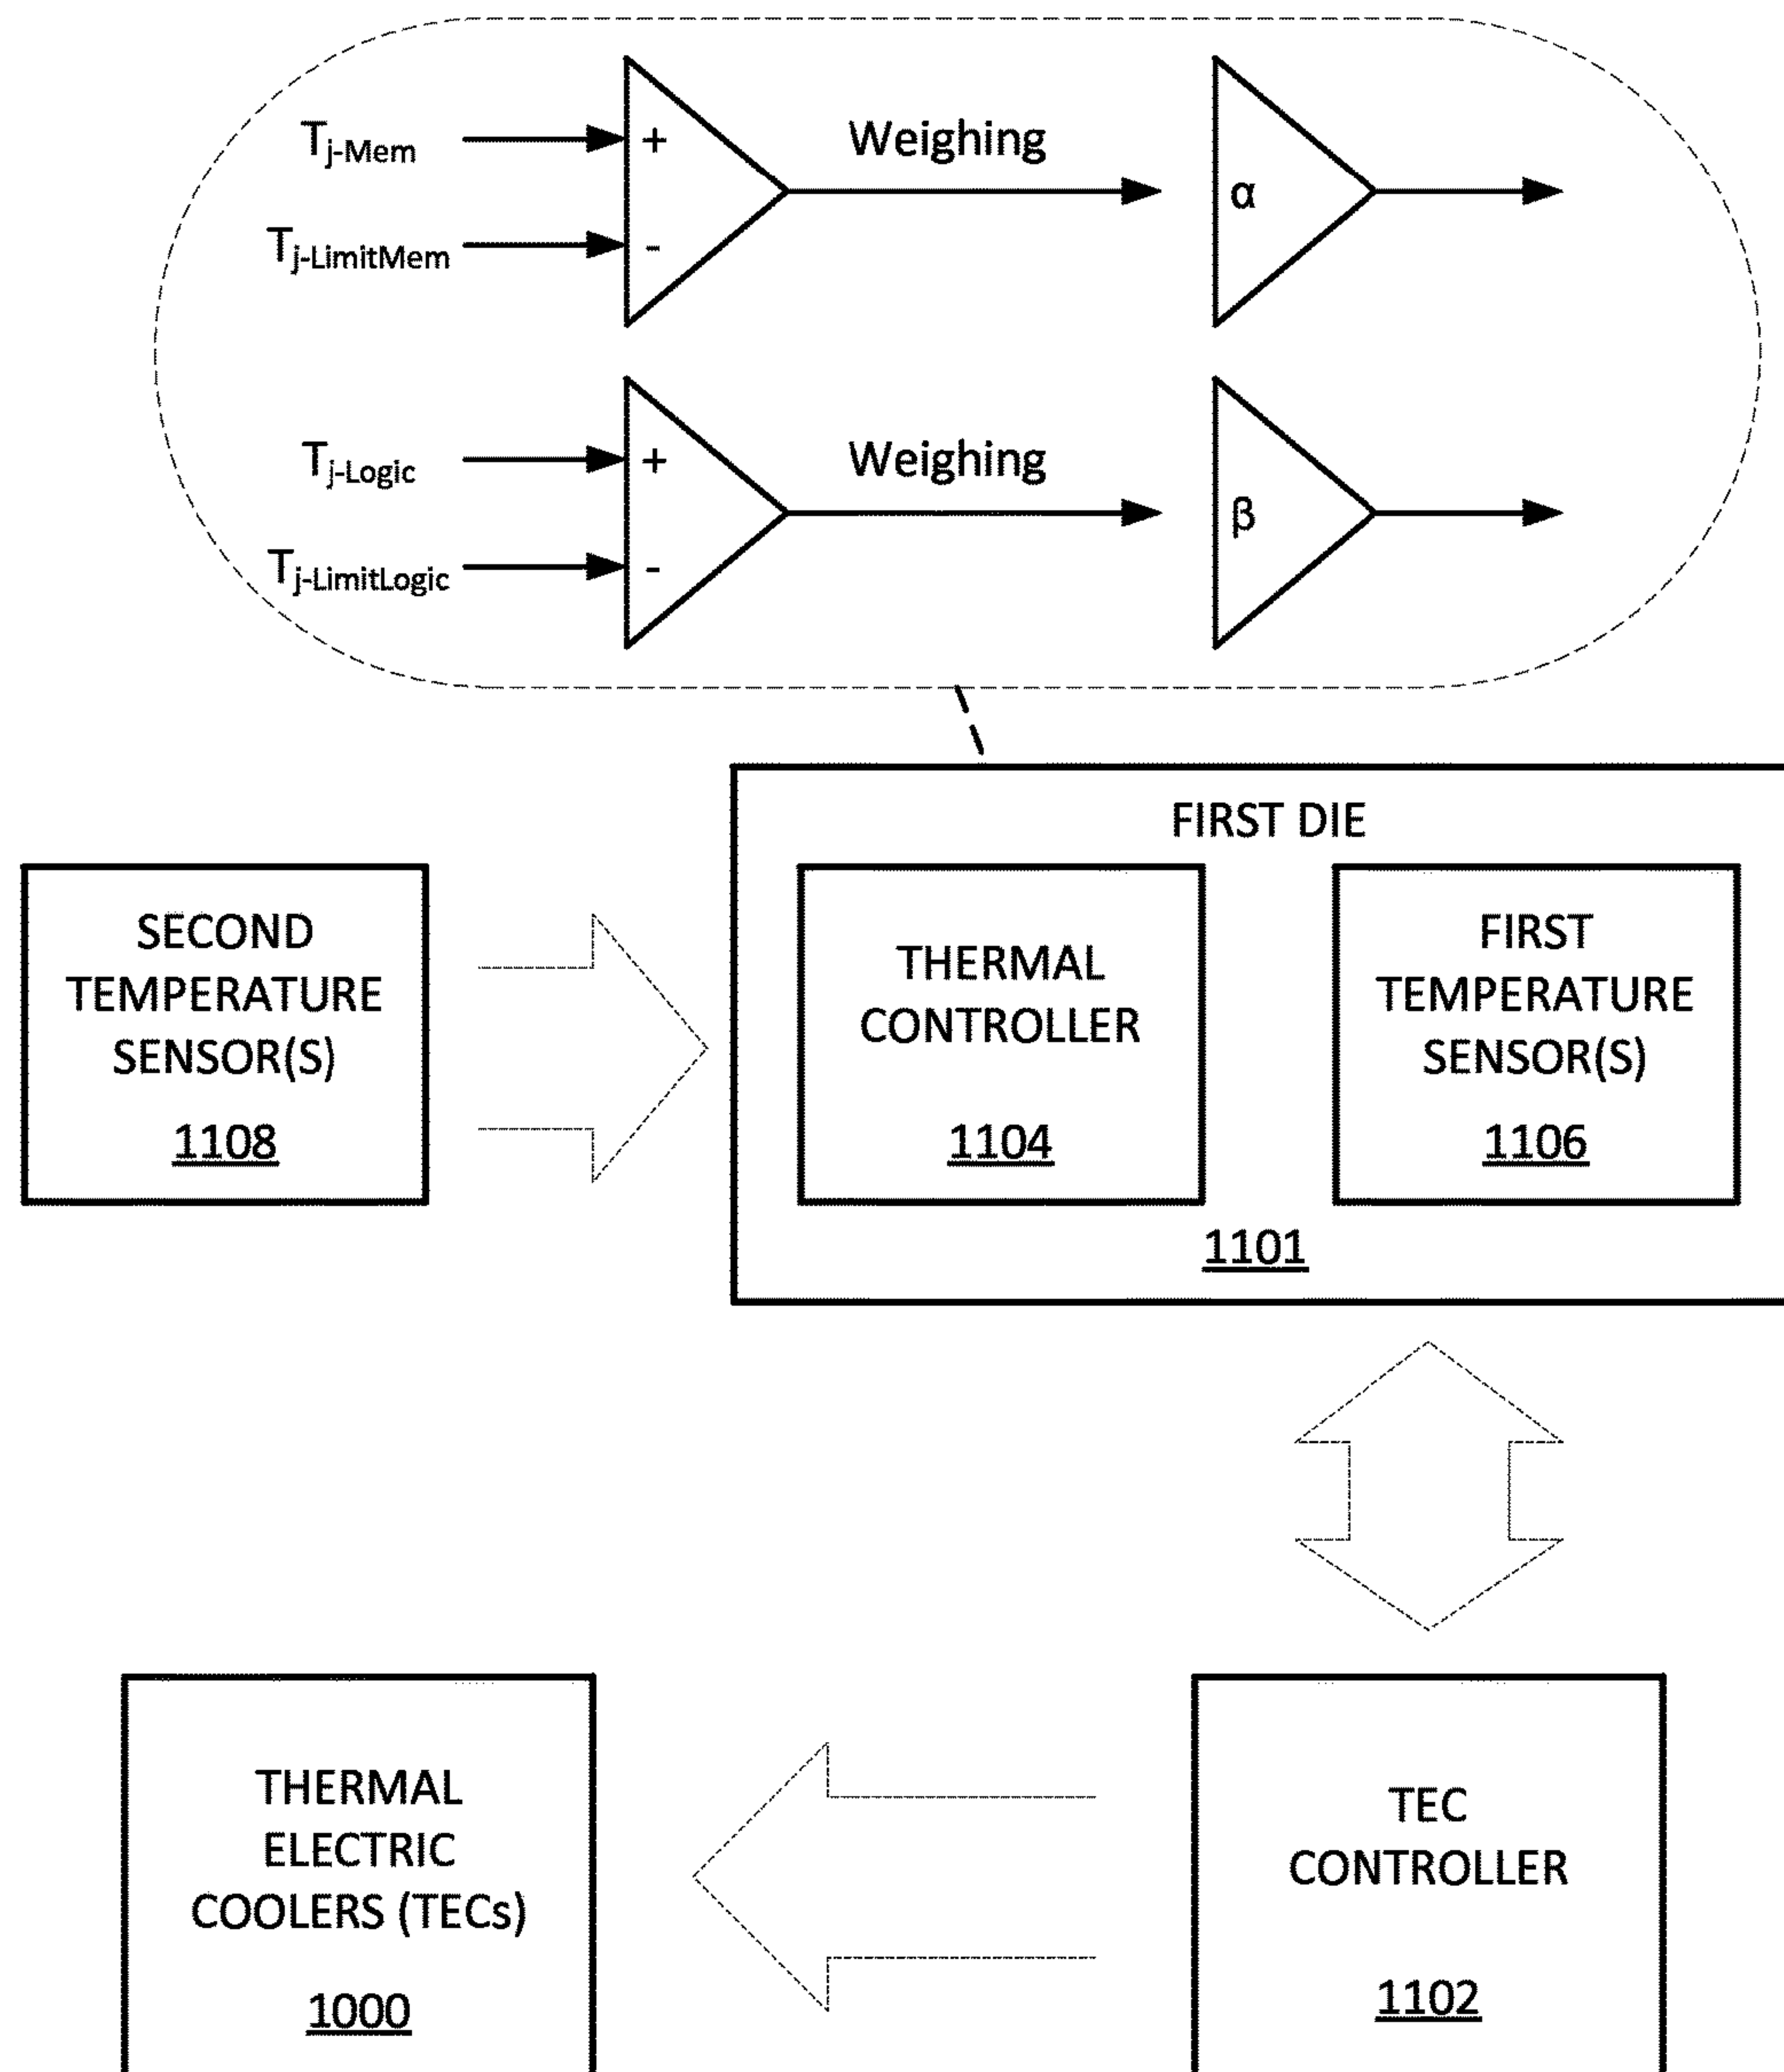 Tj-Mem
+
Weighing
α
Tj-LimitMem
-
Tj-Logic
+
Weighing
β
Tj-LimitLogic
-
FIRST DIE
SECOND
TEMPERATURE
SENSOR(S)
1108
THERMAL
CONTROLLER
1104
FIRST
TEMPERATURE
SENSOR(S)
1106
1101
THERMAL
ELECTRIC
COOLERS (TECs)
1000
TEC
CONTROLLER
1102